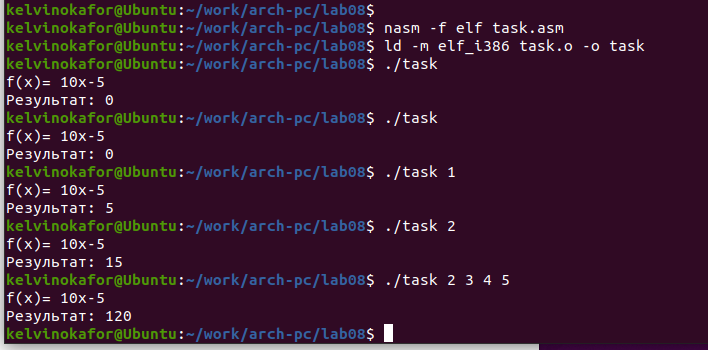 kelvinokafor@Ubuntu:~/work/arch-pc/lab08$
kelvinokafor@Ubuntu:~/work/arch-pc/lab08$ nasm -f elf task.asm
kelvinokafor@Ubuntu:~/work/arch-pc/lab08$ ld -m elf_i386 task.o -o task
kelvinokafor@Ubuntu:~/work/arch-pc/lab08$ ./task
f(x)= 10x-5
Результат: 0
kelvinokafor@Ubuntu:~/work/arch-pc/lab08$ ./task
f(x)= 10x-5
Результат: 0
kelvinokafor@Ubuntu:~/work/arch-pc/lab08$ ./task 1
f(x)= 10x-5
Результат: 5
kelvinokafor@Ubuntu:~/work/arch-pc/lab08$ ./task 2
f(x)= 10x-5
Результат: 15
kelvinokafor@Ubuntu:~/work/arch-pc/lab08$ ./task 2 3 4 5
f(x)= 10x-5
Результат: 120
kelvinokafor@Ubuntu:~/work/arch-pc/lab08$